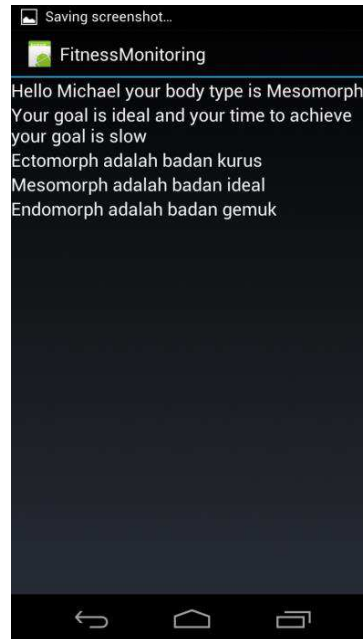 Saving screenshot...
FitnessMonitoring
Hello Michael your body type is Mesomorph
Your goal is ideal and your time to achieve
your goal is slow
Ectomorph adalah badan kurus
Mesomorph adalah badan ideal
Endomorph adalah badan gemuk